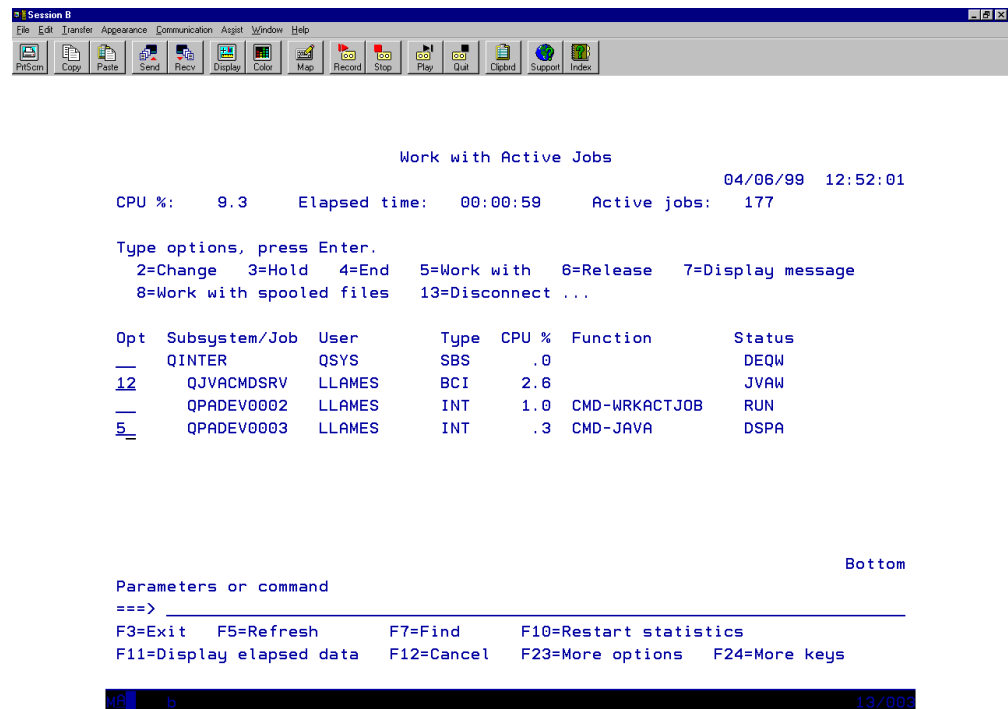 Session B
File Edit Transfer Appearance Communication Assist Window Help
PrtScrn Copy Paste Send Recv Display Color Map Record Stop Play Quit Clipbrd Support Index
Work with Active Jobs
04/06/99 12:52:01
CPU %: 9.3 Elapsed time: 00:00:59 Active jobs: 177
Type options, press Enter.
2=Change 3=Hold 4=End 5=Work with 6=Release 7=Display message
8=Work with spooled files 13=Disconnect ...
Opt Subsystem/Job User Type CPU % Function Status
__ QINTER QSYS SBS .0 DEQW
12 QJVACMDSRV LLAMES BCI 2.6 JVAW
__ QPADEV0002 LLAMES INT 1.0 CMD-WRKACTJOB RUN
5_ QPADEV0003 LLAMES INT .3 CMD-JAVA DSPA
Bottom
Parameters or command
===>
F3=Exit F5=Refresh F7=Find F10=Restart statistics
F11=Display elapsed data F12=Cancel F23=More options F24=More keys
MA b 13/003